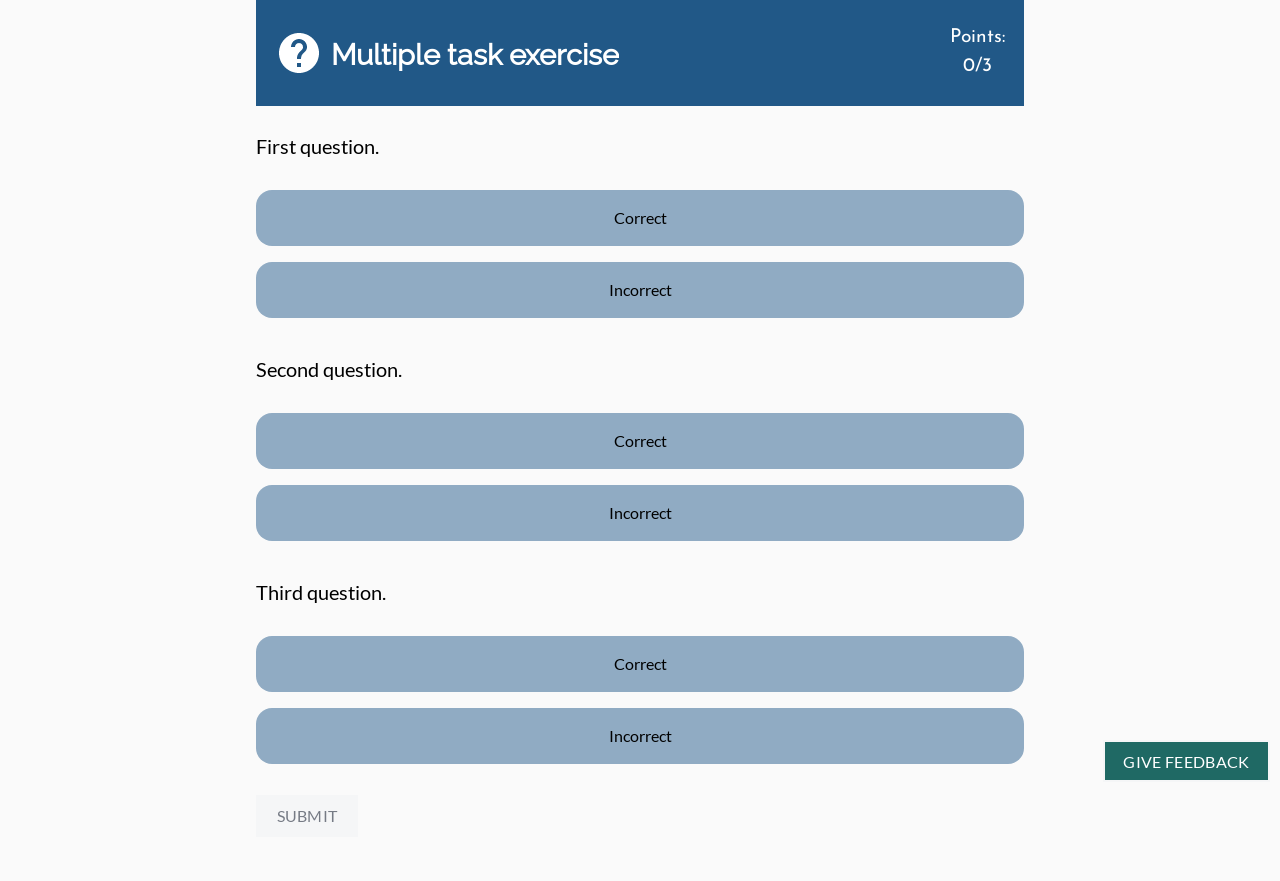 Multiple task exercise
Points:
0/3
First question.
Correct
Incorrect
Second question.
Correct
Incorrect
Third question.
Correct
Incorrect
GIVE FEEDBACK
SUBMIT